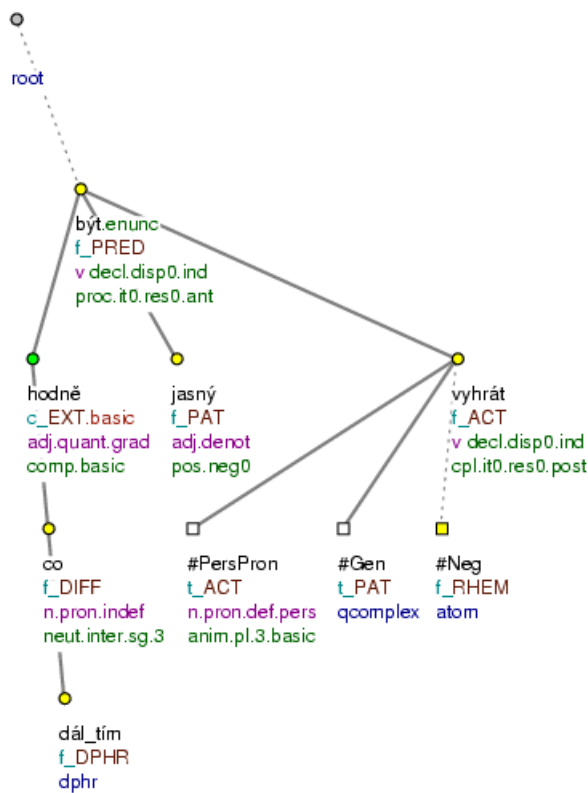 root
být.enunc
f_PRED
v decl.disp0.ind
proc.it0.res0.ant
hodně
c_EXT.basic
adj.quant.grad
comp.basic
jasný
f_PAT
adj.denot
pos.neg0
vyhrát
f_ACT
v decl.disp0.ind
cpl.it0.res0.post
co
f_DIFF
n.pron.indef
neut.inter.sg.3
#PersPron
t_ACT
n.pron.def.pers
anim.pl.3.basic
#Gen
t_PAT
qcomplex
#Neg
f_RHEM
atom
dál_tím
f_DPHR
dphr